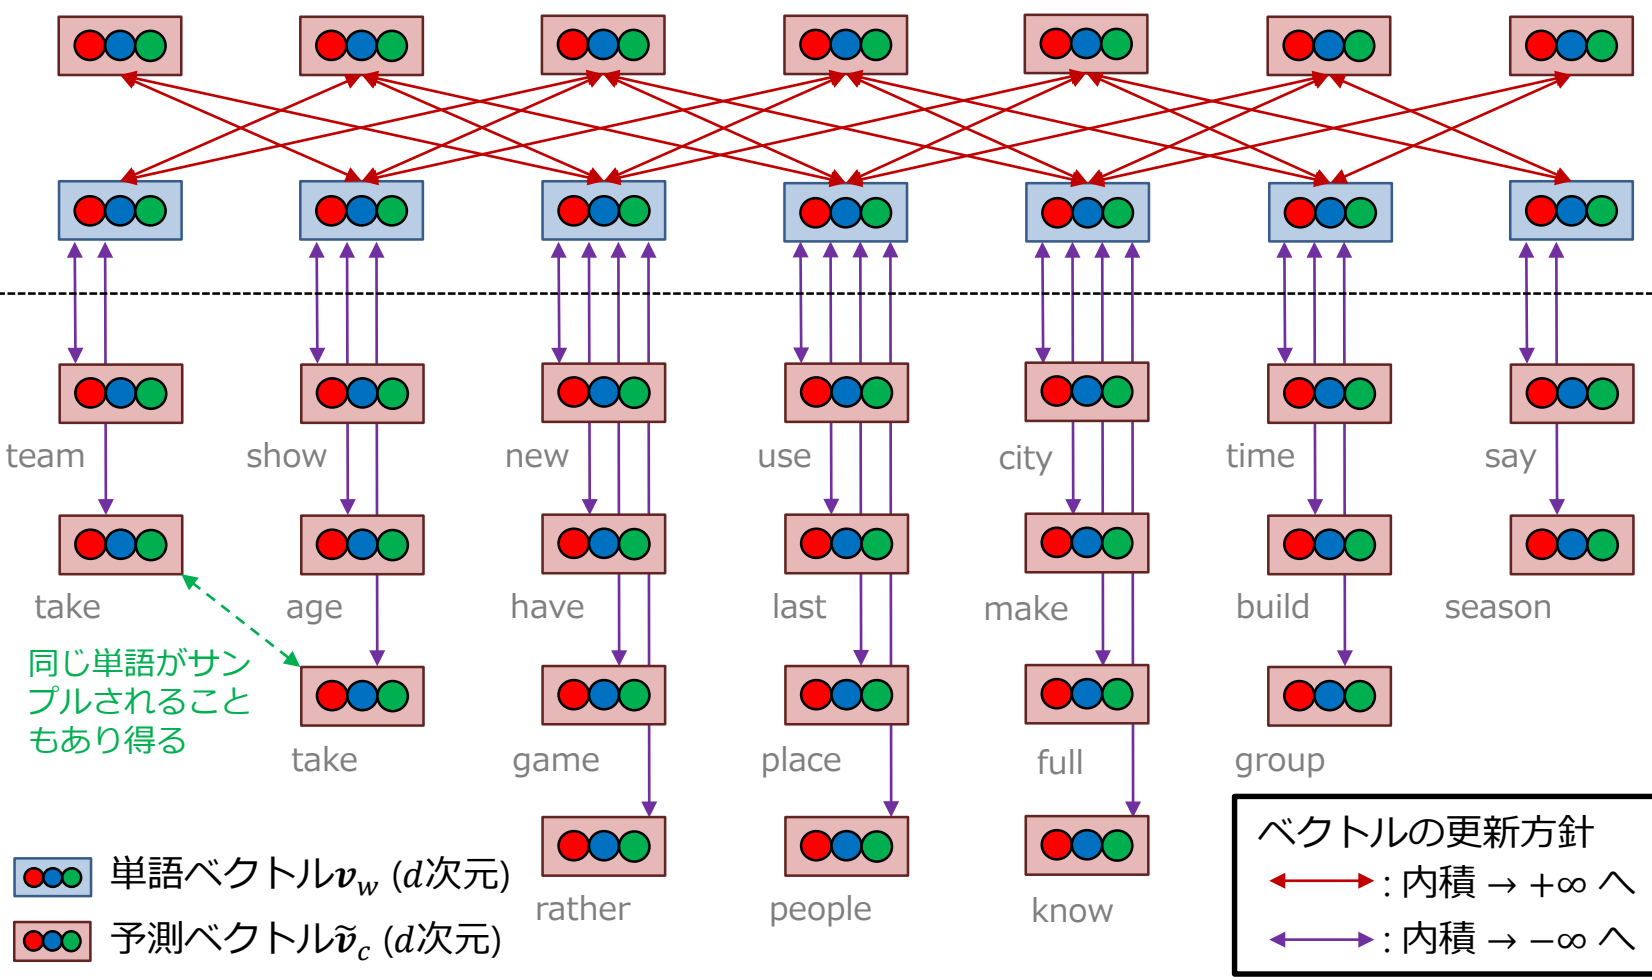 team show new use city time say
take age have last make build season
同じ単語がサン
プルされること
もあり得る
take game place full group
rather people know
単語ベクトル𝒗w (d次元)
予測ベクトル𝒗̃c (d次元)
ベクトルの更新方針
: 内積 → +∞ へ
: 内積 → −∞ へ